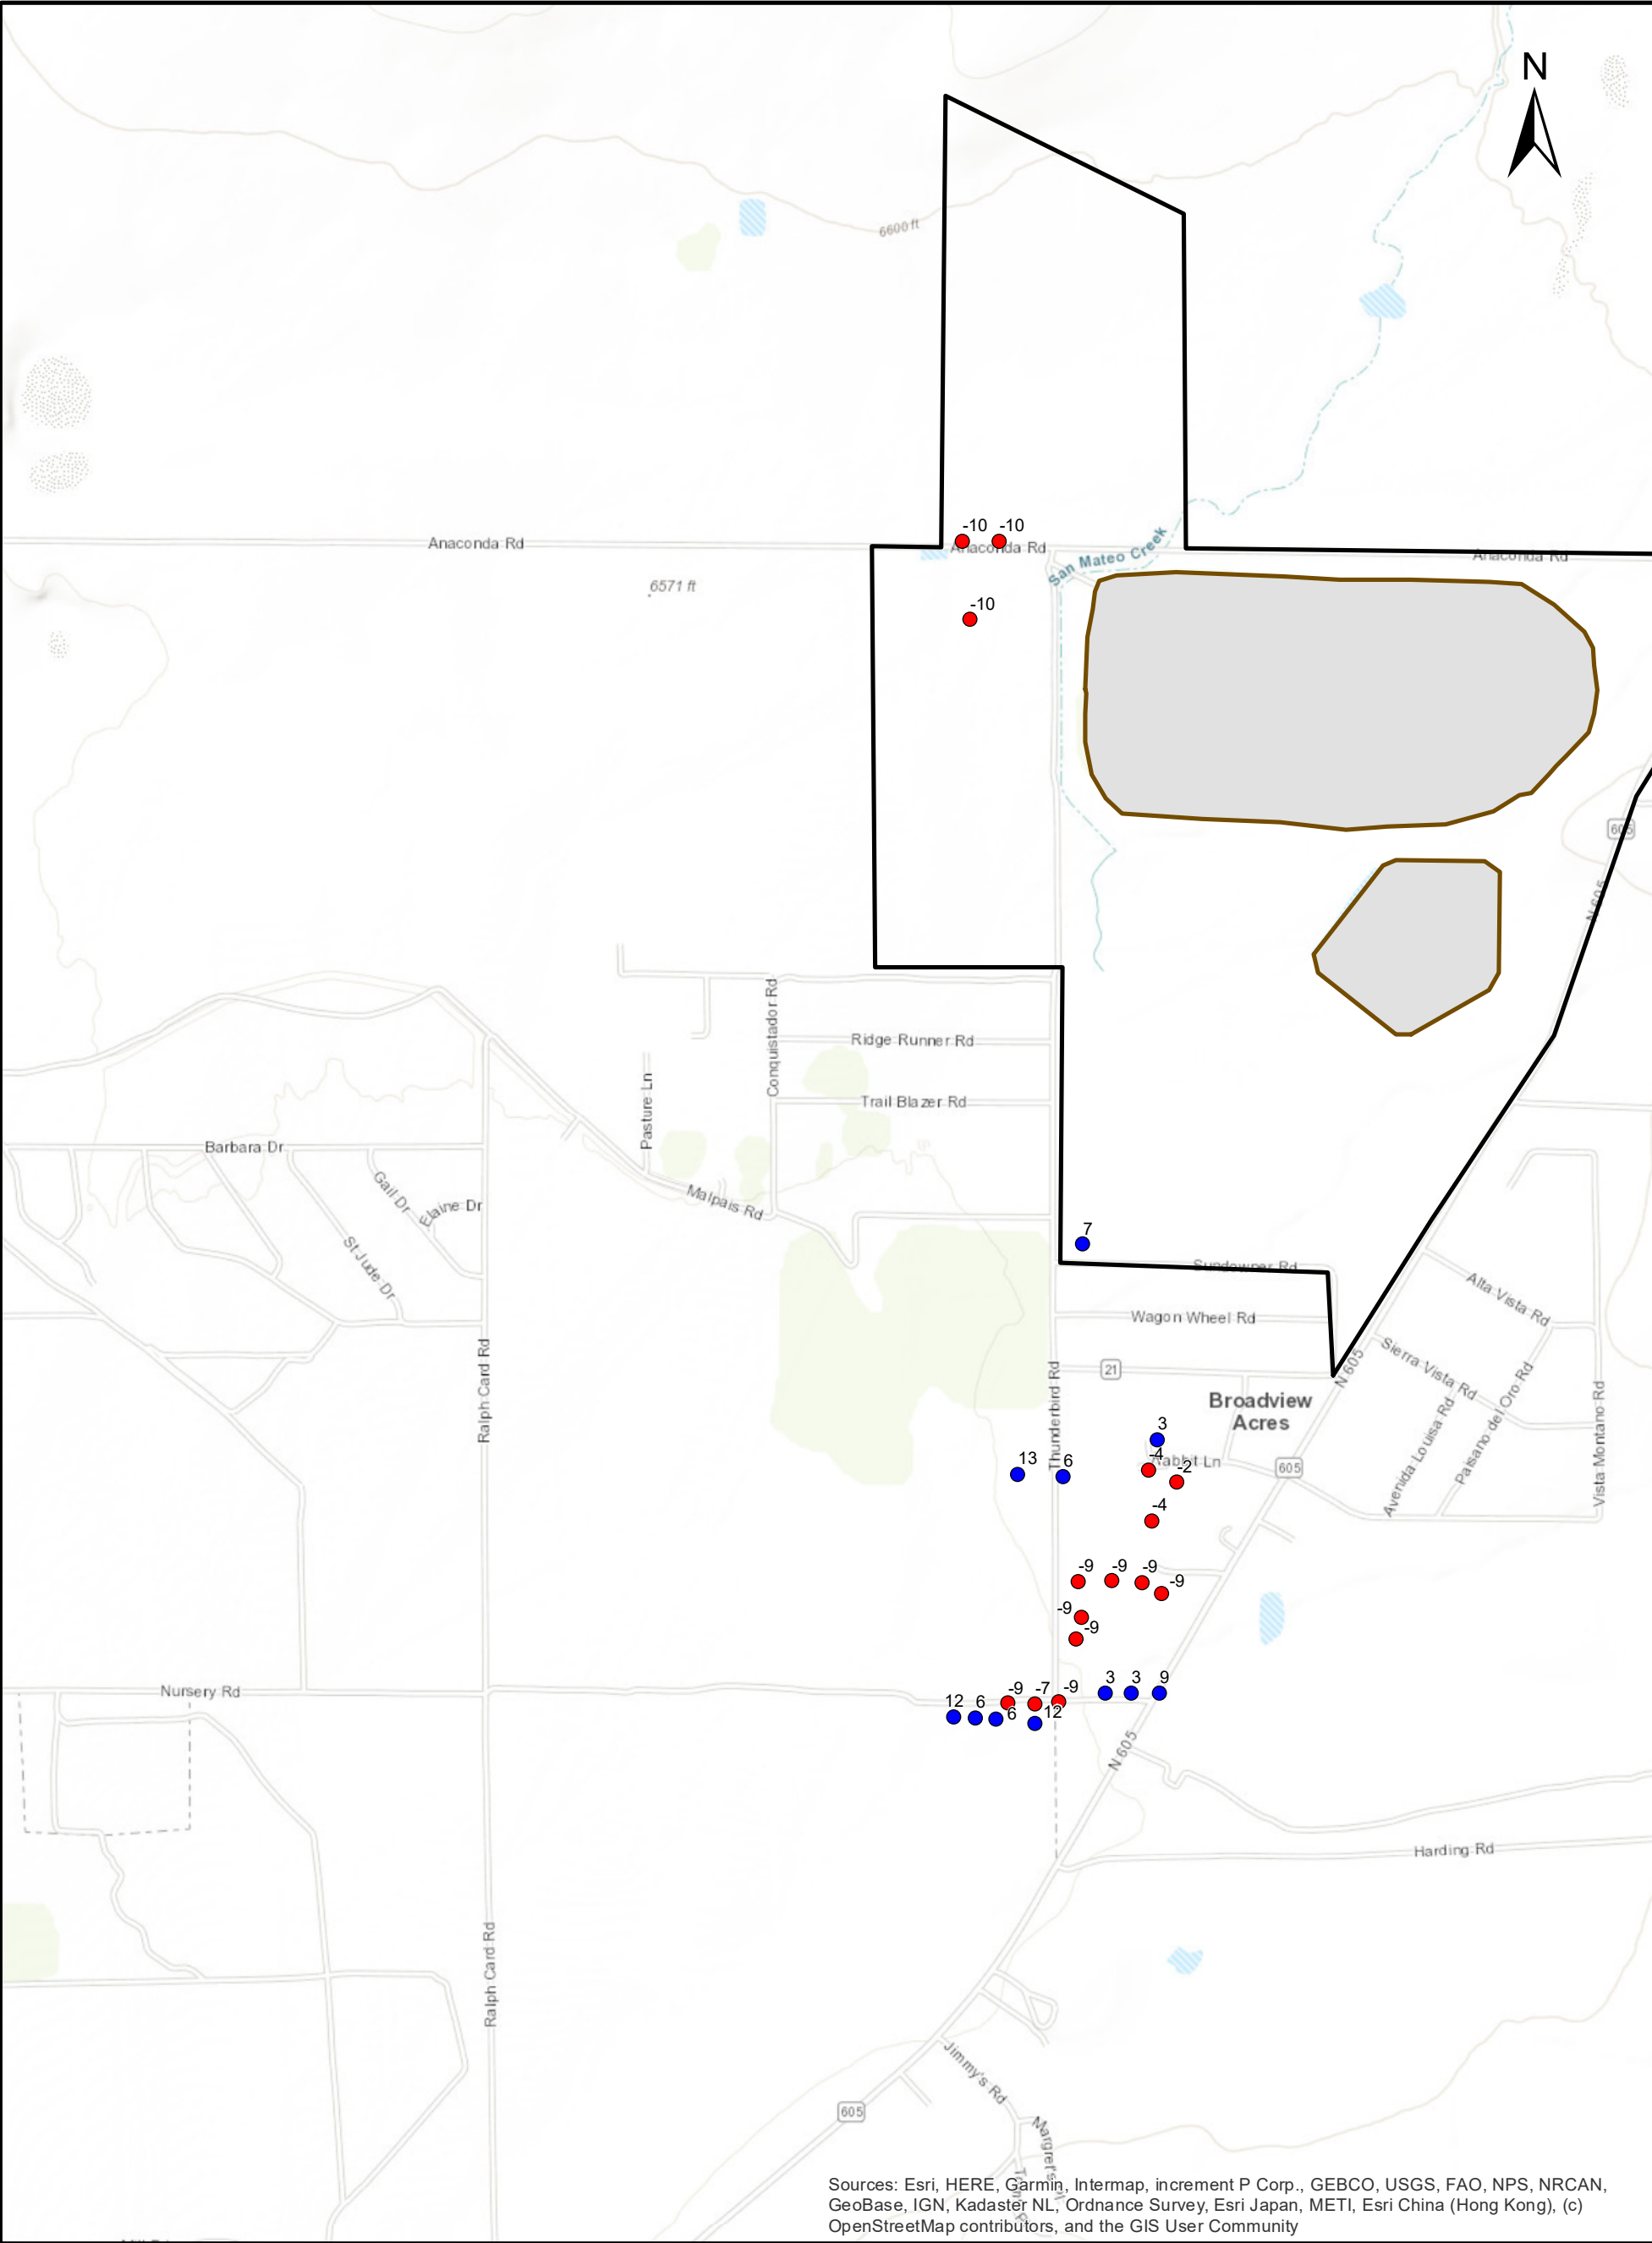 N
6600 ft
-10
-10
Anaconda Rd
Anaconda Rd
San Mateo Creek
Anaconda Rd
6571 ft
-10
605
N 605
Conquistador Rd
Ridge Runner Rd
Pasture Ln
Trail Blazer Rd
Barbara Dr
Gail Dr
Elaine Dr
Malpais Rd
St Jude Dr
7
Sundowner Rd
Alta Vista Rd
Wagon Wheel Rd
Sierra Vista Rd
N 605
21
Ralph Card Rd
Thunderbird Rd
Broadview
Acres
Paisano del Oro Rd
Avenida Louisa Rd
Vista Montano Rd
3
13
6
-4
Rabbit Ln
-2
605
-4
-9
-9
-9
-9
-9
-9
Nursery Rd
-9
-7
-9
3
3
9
12
6
6
12
N 605
Harding Rd
Ralph Card Rd
Jimmy's Rd
605
Margret's Pl
Sources: Esri, HERE, Garmin, Intermap, increment P Corp., GEBCO, USGS, FAO, NPS, NRCAN,
GeoBase, IGN, Kadaster NL, Ordnance Survey, Esri Japan, METI, Esri China (Hong Kong), (c)
OpenStreetMap contributors, and the GIS User Community